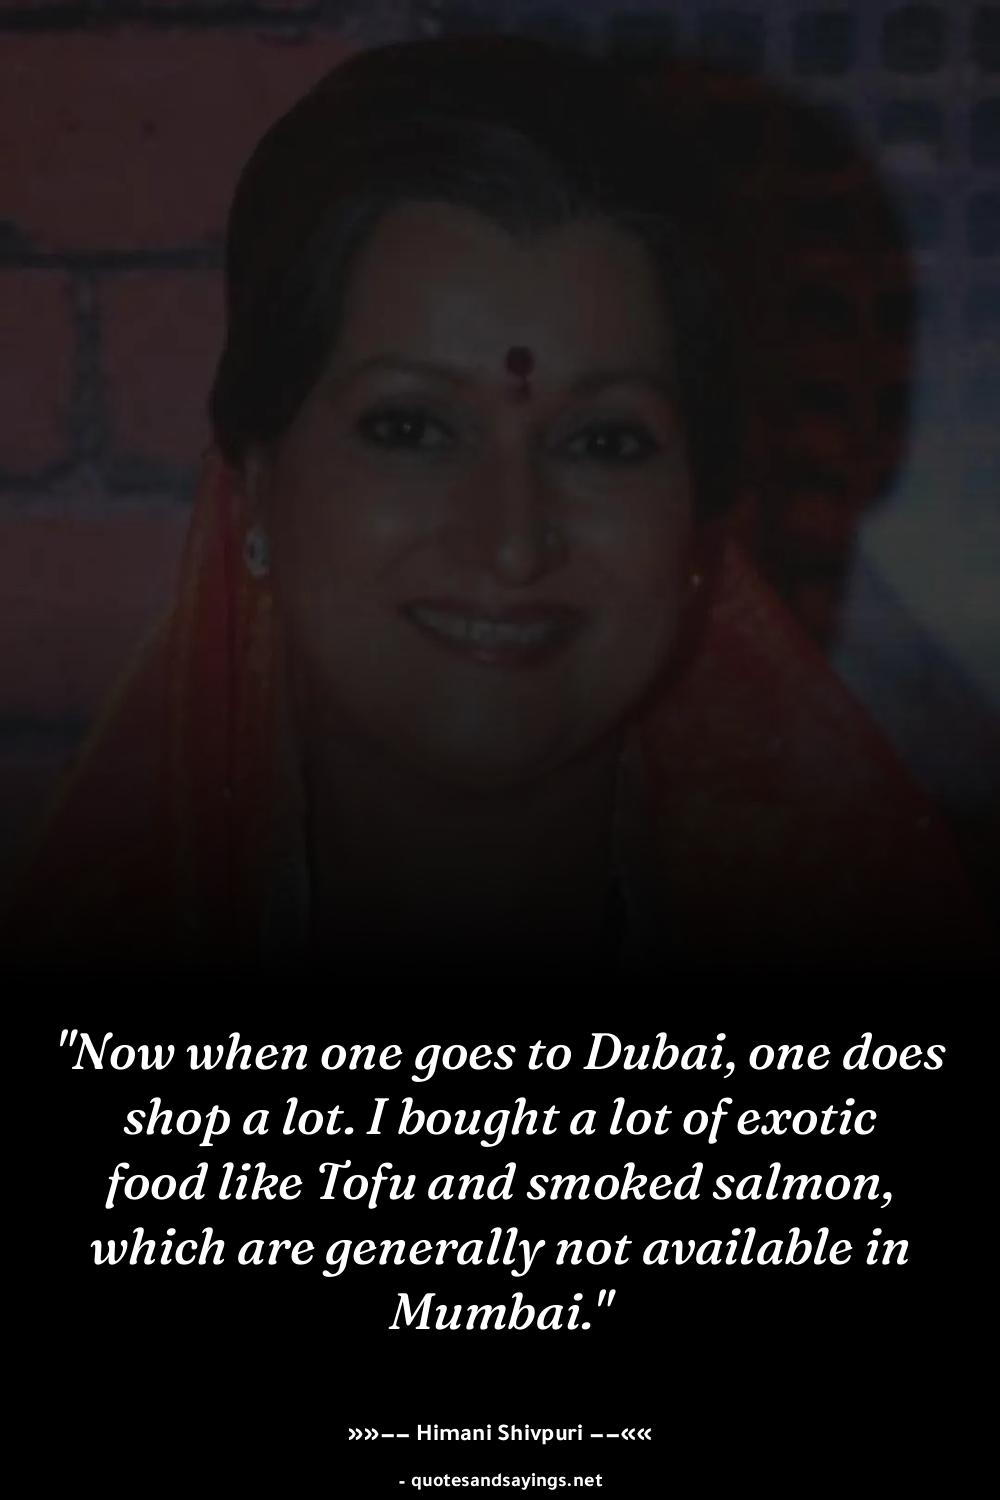 "Now when one goes to Dubai, one does
shop a lot. I bought a lot of exotic
food like Tofu and smoked salmon,
which are generally not available in
Mumbai."
»»−− Himani Shivpuri −−««
- quotesandsayings.net